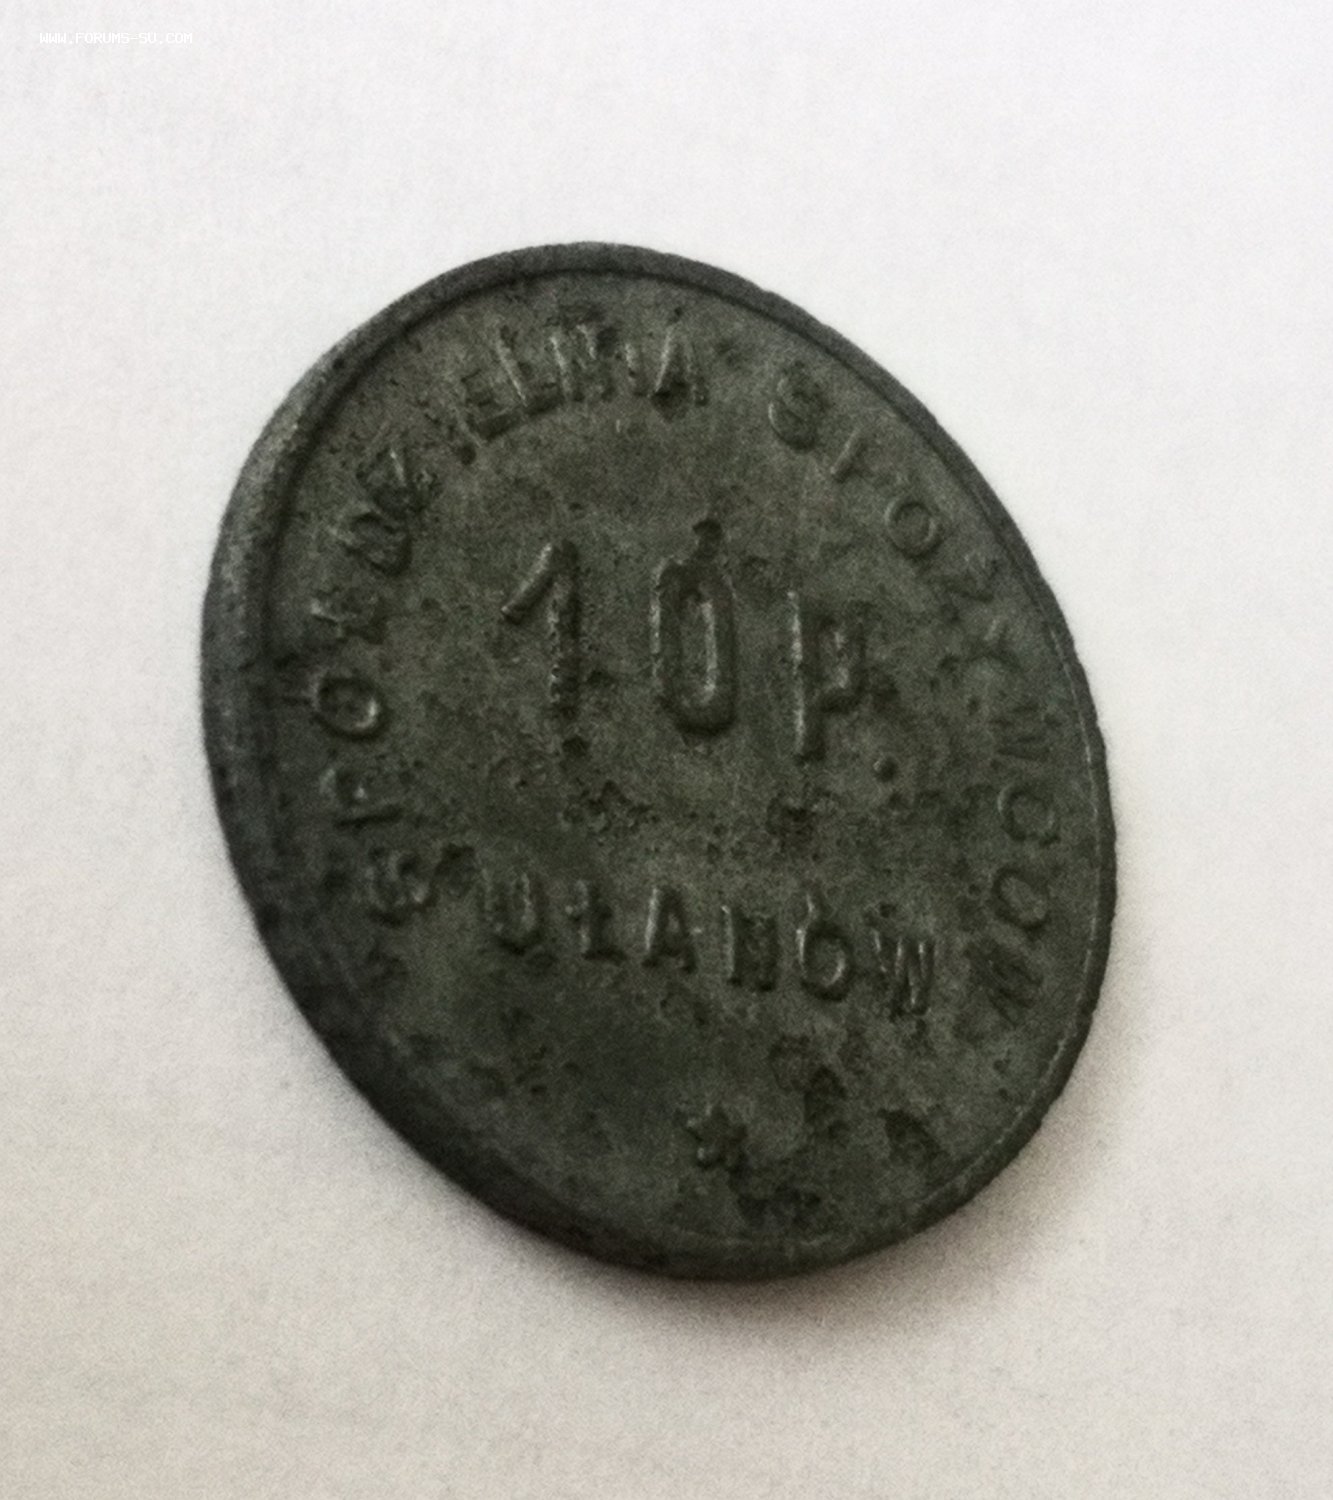 WWW.FORUMS-SU.COM
SPÓŁDZIELNIA SPOŻYWCÓW
10 p.
UŁANÓW